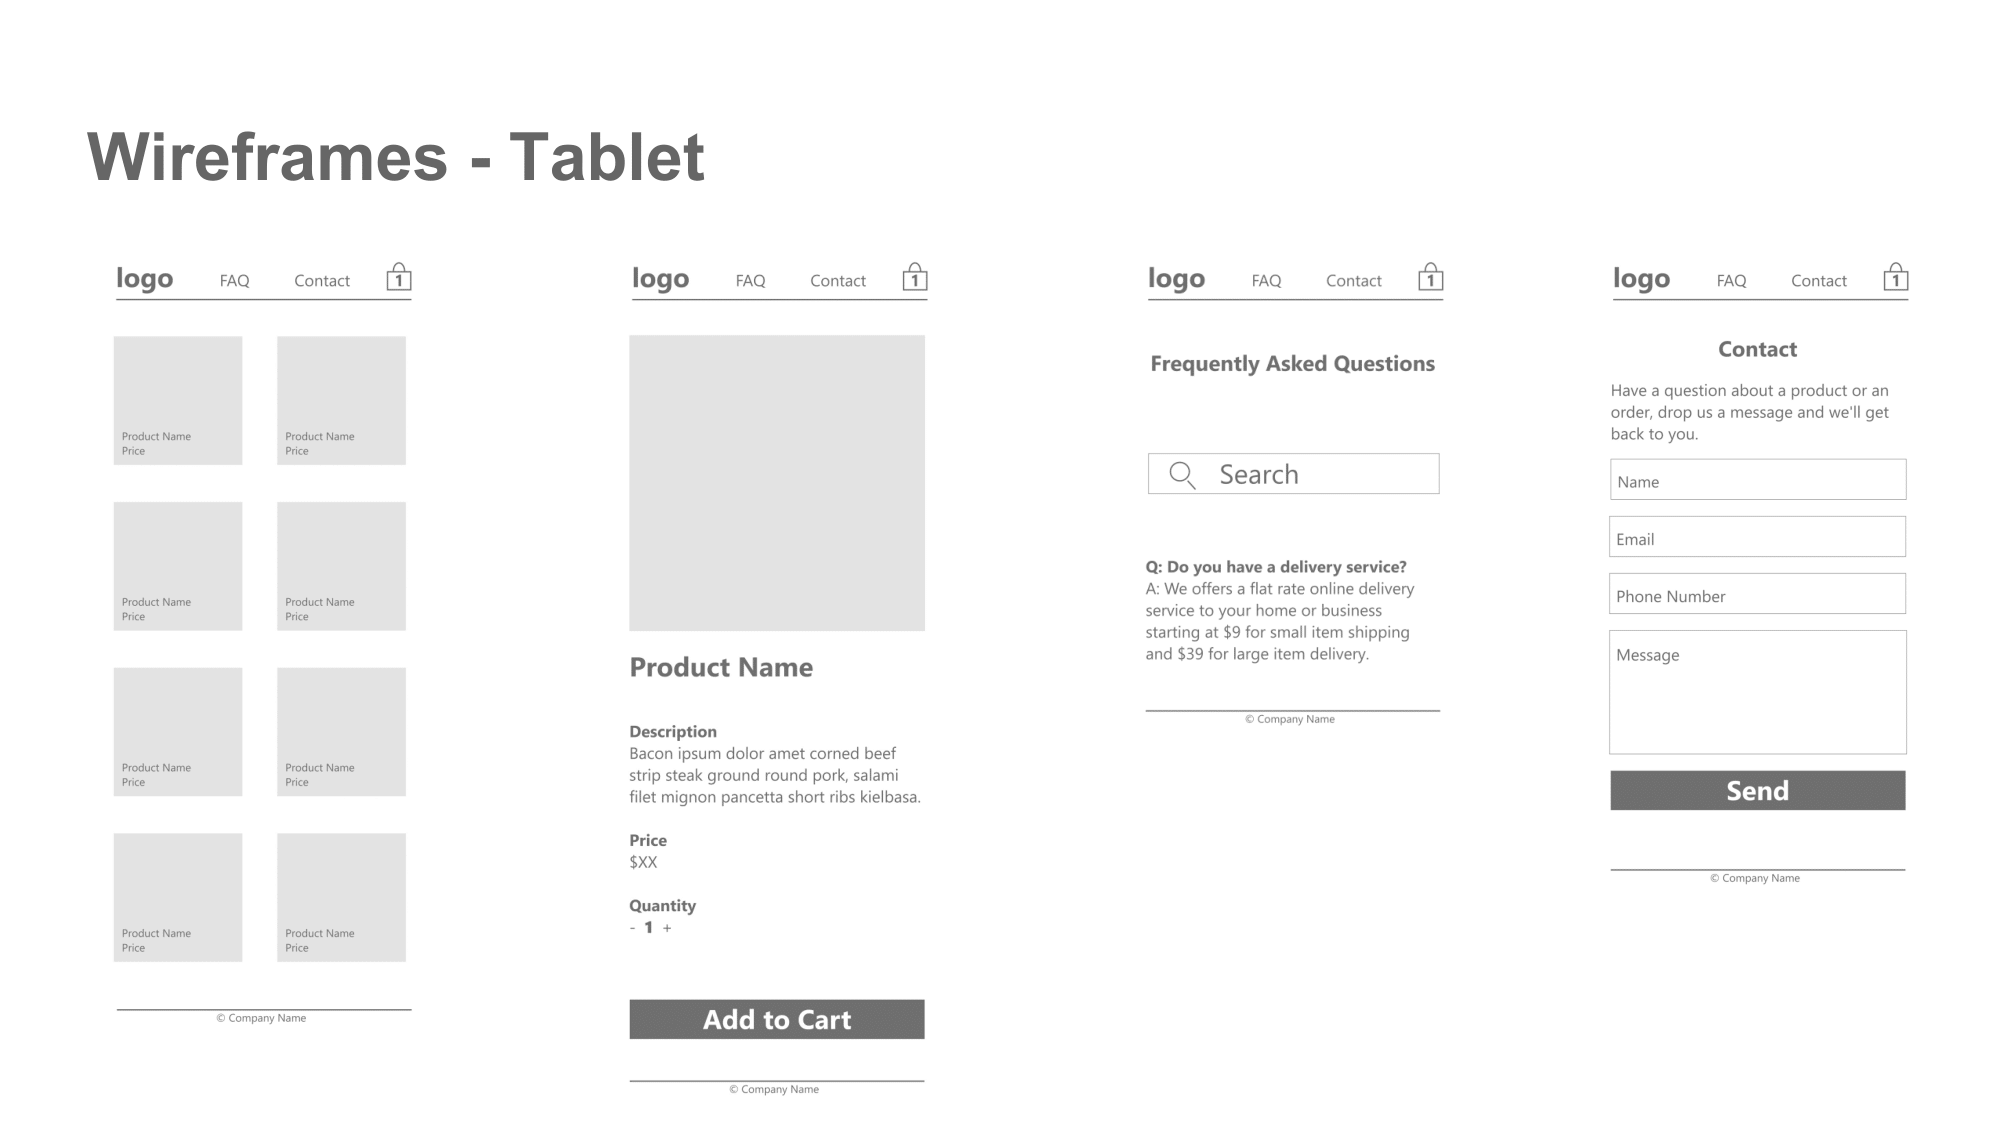 Wireframes - Tablet
logo FAQ Contact 1
Product Name
Price
Product Name
Price
Product Name
Price
Product Name
Price
Product Name
Price
Product Name
Price
Product Name
Price
Product Name
Price
© Company Name
logo FAQ Contact 1
Product Name
Description
Bacon ipsum dolor amet corned beef
strip steak ground round pork, salami
filet mignon pancetta short ribs kielbasa.
Price
$XX
Quantity
- 1 +
Add to Cart
© Company Name
logo FAQ Contact 1
Frequently Asked Questions
Search
Q: Do you have a delivery service?
A: We offers a flat rate online delivery
service to your home or business
starting at $9 for small item shipping
and $39 for large item delivery.
© Company Name
logo FAQ Contact 1
Contact
Have a question about a product or an
order, drop us a message and we'll get
back to you.
Name
Email
Phone Number
Message
Send
© Company Name